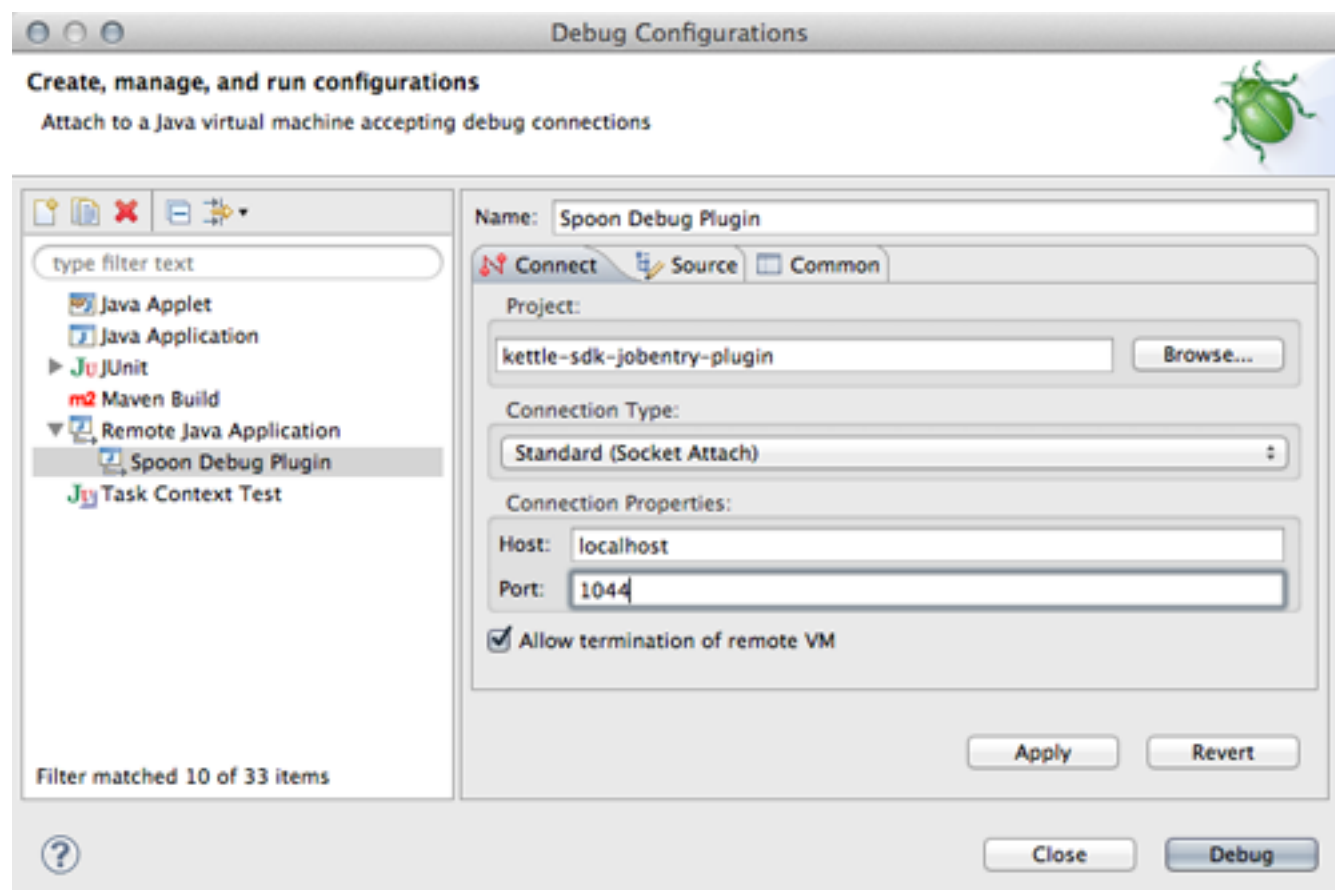 Debug Configurations
Create, manage, and run configurations
Attach to a Java virtual machine accepting debug connections
type filter text
Java Applet
Java Application
Ju JUnit
m2 Maven Build
Remote Java Application
Spoon Debug Plugin
Task Context Test
Filter matched 10 of 33 items
Name: Spoon Debug Plugin
Connect Source Common
Project:
kettle-sdk-jobentry-plugin Browse...
Connection Type:
Standard (Socket Attach)
Connection Properties:
Host: localhost
Port: 1044
Allow termination of remote VM
Apply Revert
? Close Debug